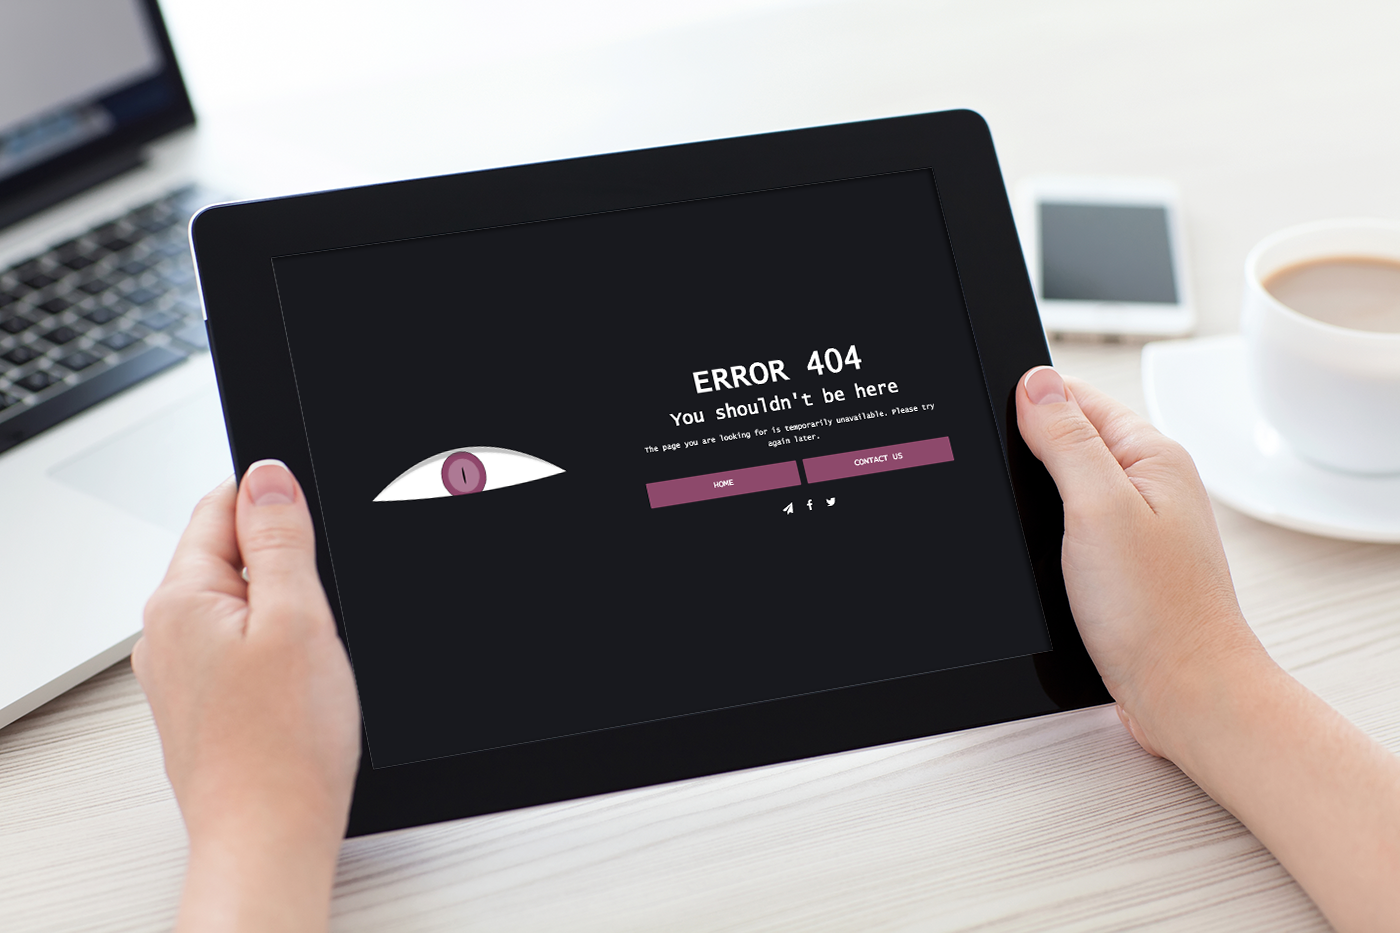 ERROR 404
You shouldn't be here
The page you are looking for is temporarily unavailable. Please try
again later.
HOME
CONTACT US